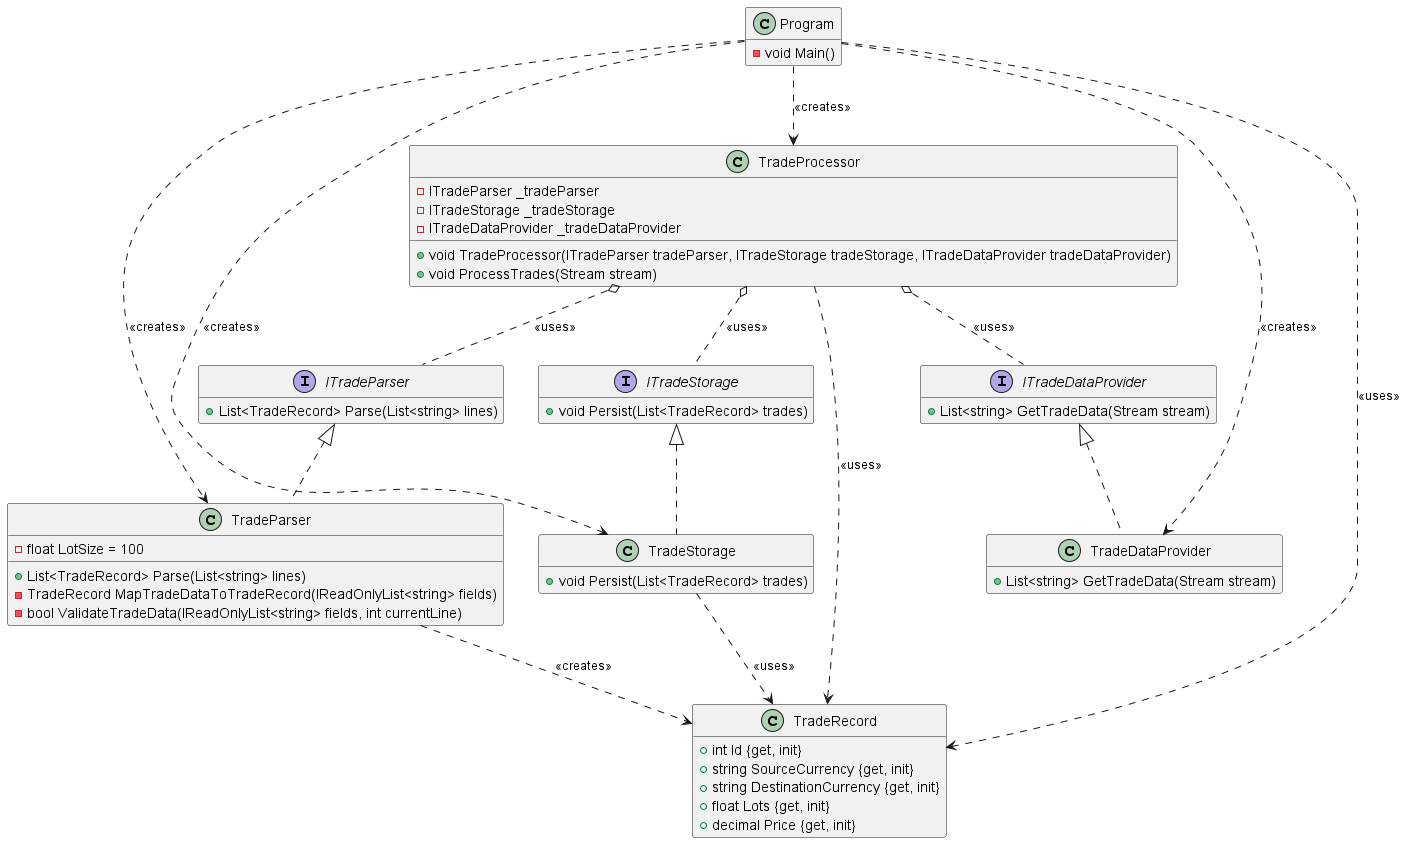 C Program
void Main()
«creates»
C TradeProcessor
ITradeParser _tradeParser
ITradeStorage _tradeStorage
ITradeDataProvider _tradeDataProvider
void TradeProcessor(ITradeParser tradeParser, ITradeStorage tradeStorage, ITradeDataProvider tradeDataProvider)
void ProcessTrades(Stream stream)
«creates»
«creates»
«uses»
«uses»
«uses»
«creates»
I ITradeParser
List<TradeRecord> Parse(List<string> lines)
I ITradeStorage
void Persist(List<TradeRecord> trades)
I ITradeDataProvider
List<string> GetTradeData(Stream stream)
«uses»
«uses»
C TradeParser
float LotSize = 100
List<TradeRecord> Parse(List<string> lines)
TradeRecord MapTradeDataToTradeRecord(IReadOnlyList<string> fields)
bool ValidateTradeData(IReadOnlyList<string> fields, int currentLine)
C TradeStorage
void Persist(List<TradeRecord> trades)
C TradeDataProvider
List<string> GetTradeData(Stream stream)
«creates»
«uses»
C TradeRecord
int Id {get, init}
string SourceCurrency {get, init}
string DestinationCurrency {get, init}
float Lots {get, init}
decimal Price {get, init}